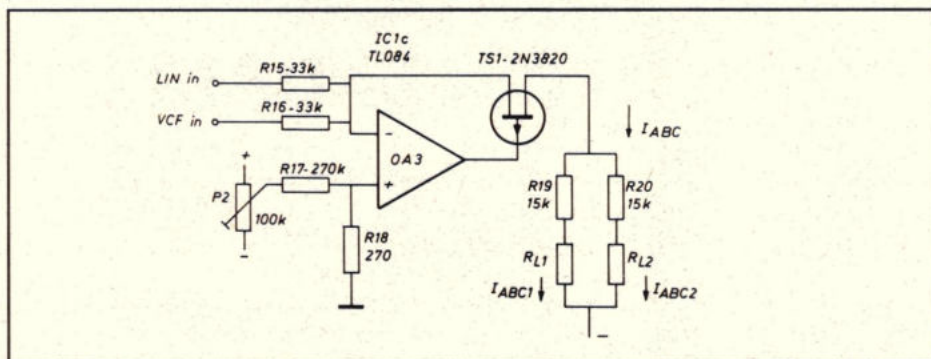 IC1c
TL084
TS1-2N3820
LIN in
R15-33k
VCF in
R16-33k
-
OA3
+
I_ABC
+
P2
100k
-
R17-270k
R18
270
R19
15k
R20
15k
R_L1
R_L2
I_ABC1
I_ABC2
-